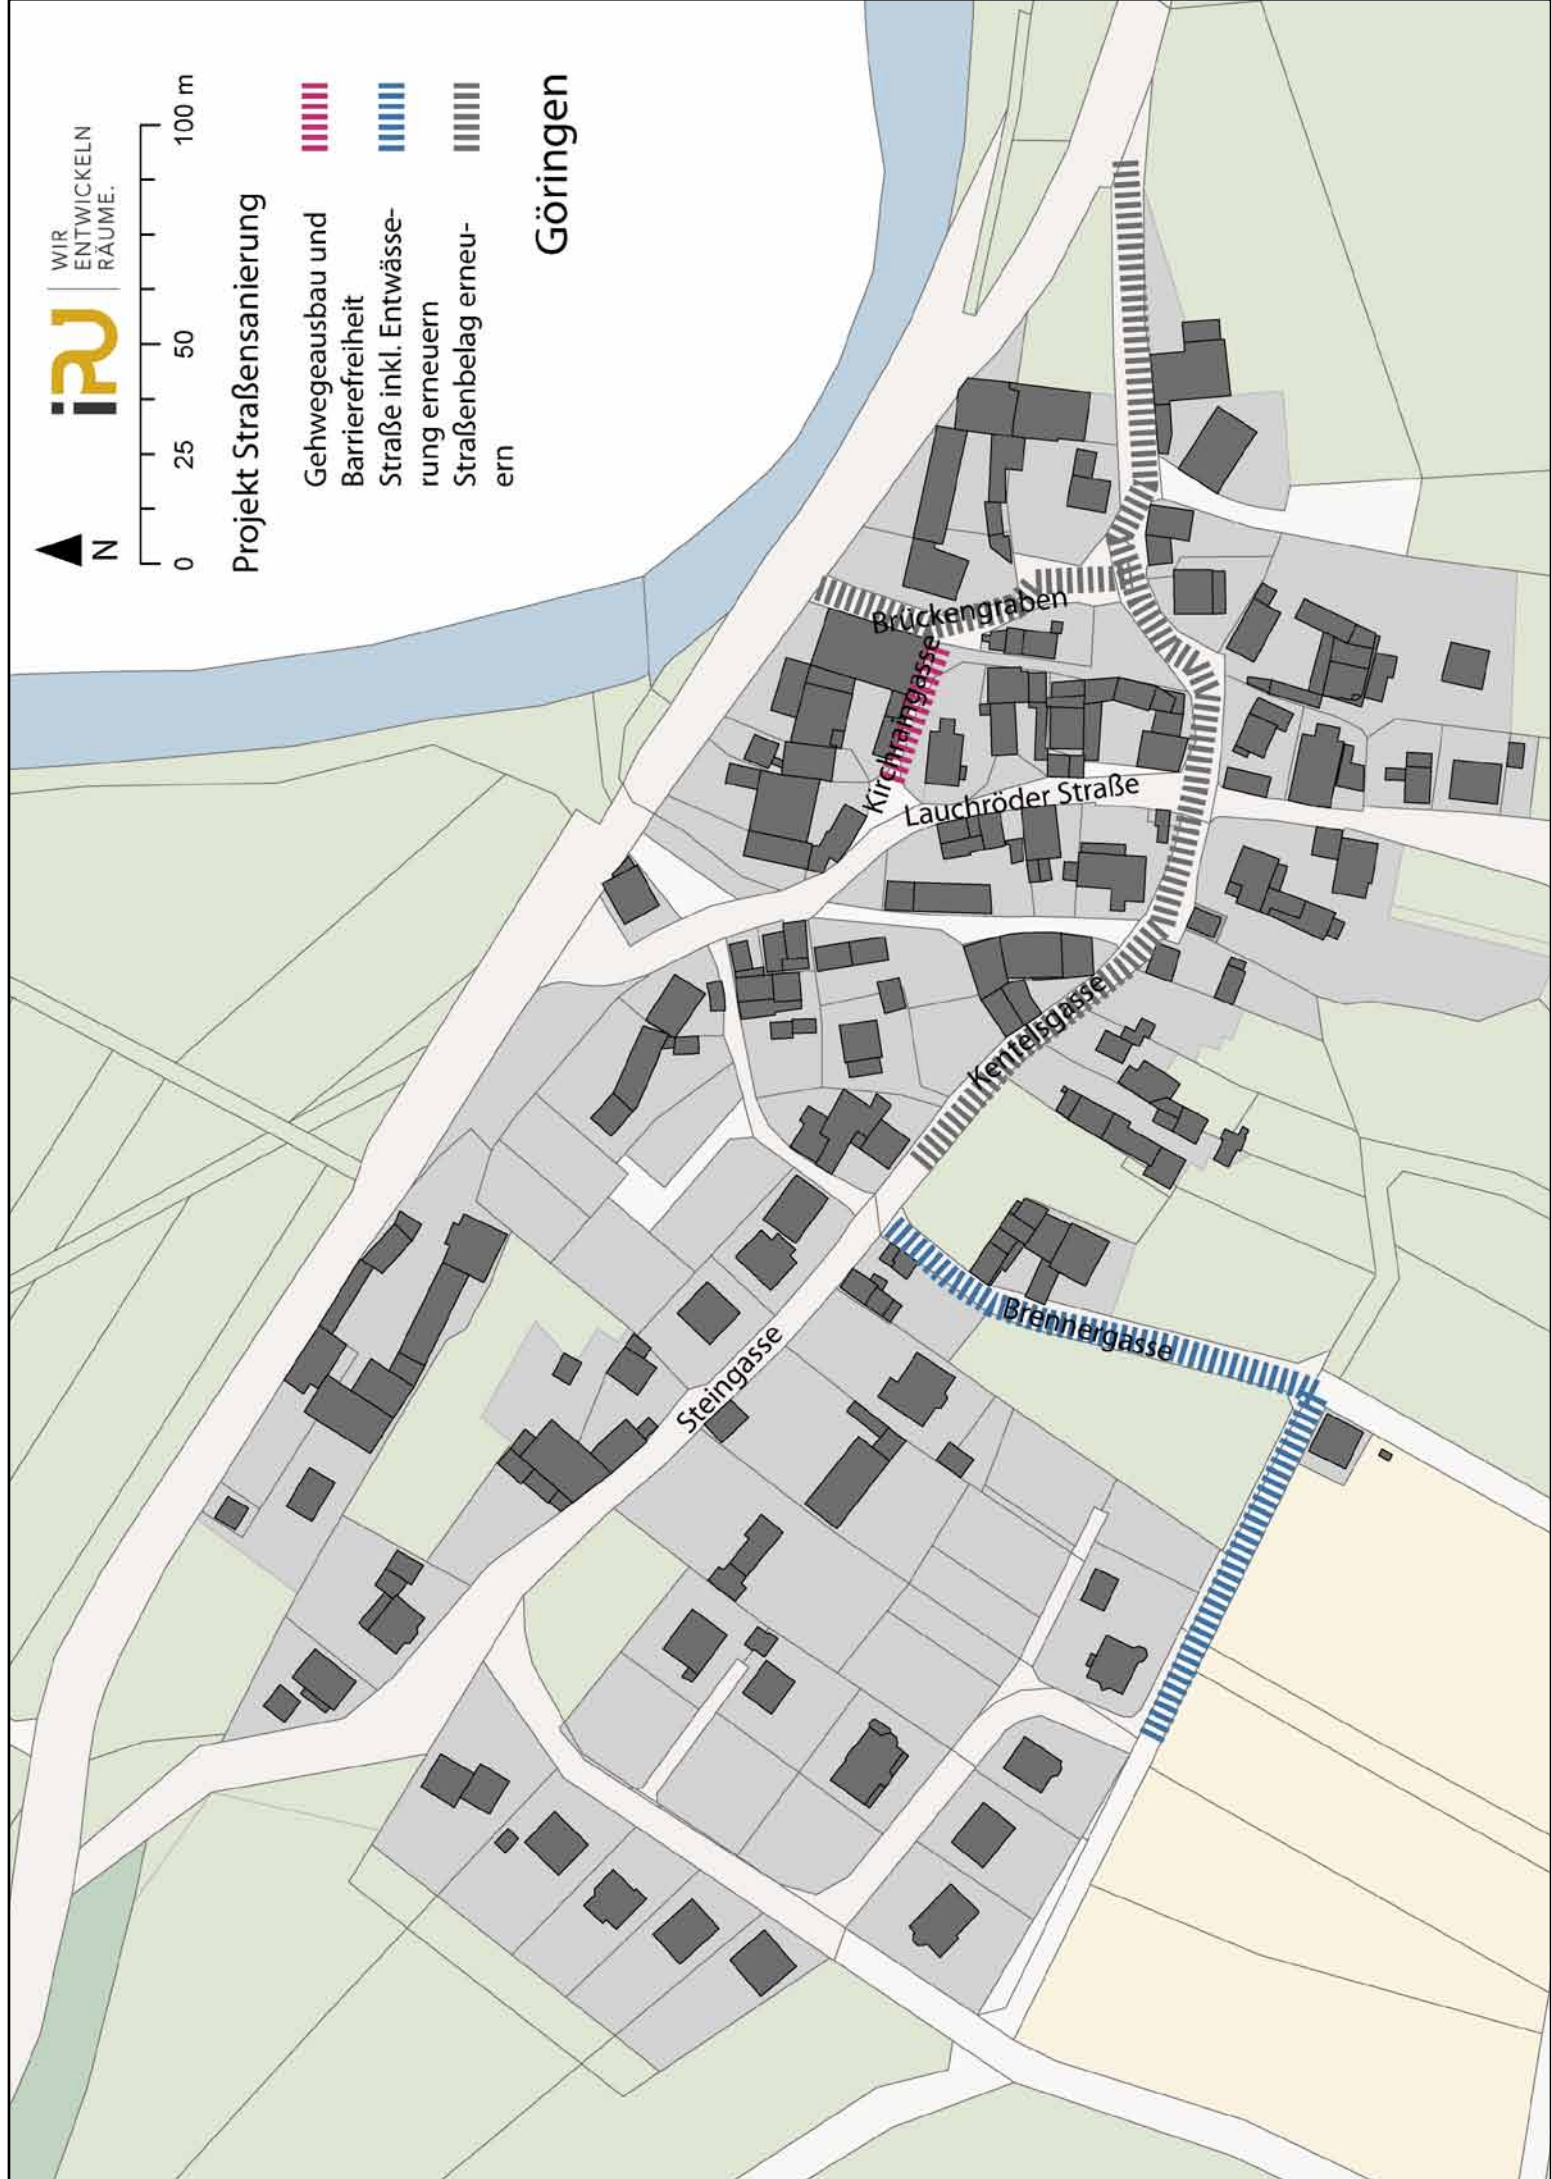 iRU
WIR
ENTWICKELN
RÄUME.
N
0 25 50 100 m
Projekt Straßensanierung
Gehwegeausbau und
Barrierefreiheit
Straße inkl. Entwässe-
rung erneuern
Straßenbelag erneu-
ern
Göringen
Steingasse
Brennergasse
Kentelsgasse
Lauchröder Straße
Kirchraingasse
Brückengraben